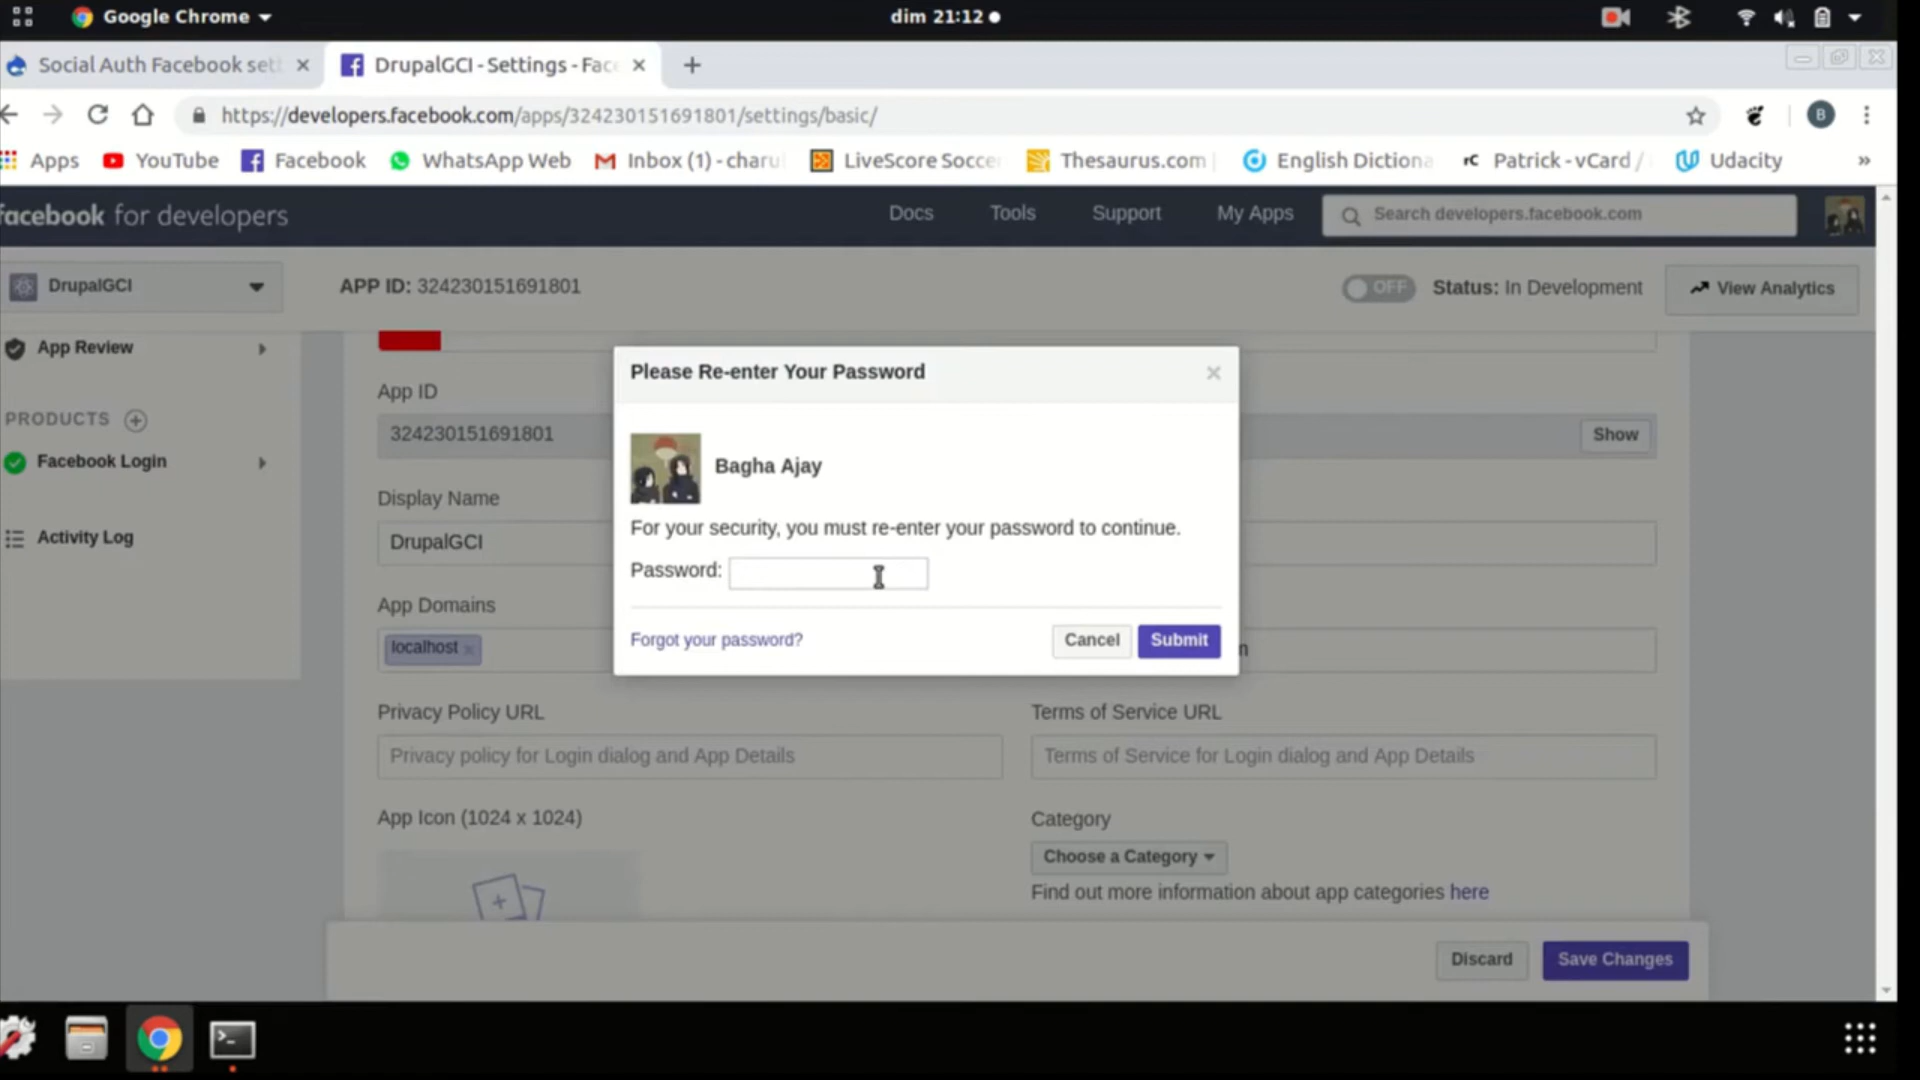 Google Chrome
dim 21:12
Social Auth Facebook set
DrupalGCI - Settings - Fac
https://developers.facebook.com/apps/324230151691801/settings/basic/
B
Apps YouTube Facebook WhatsApp Web Inbox (1) - charu LiveScore Socce Thesaurus.com English Dictiona rC Patrick - vCard / Udacity »
facebook for developers
Docs Tools Support My Apps Search developers.facebook.com
DrupalGCI
APP ID: 324230151691801
OFF
Status: In Development
View Analytics
App Review
PRODUCTS
Facebook Login
Activity Log
App ID
324230151691801
Show
Display Name
DrupalGCI
App Domains
localhost
Please Re-enter Your Password
Bagha Ajay
For your security, you must re-enter your password to continue.
Password:
Forgot your password?
Cancel
Submit
Privacy Policy URL
Privacy policy for Login dialog and App Details
Terms of Service URL
Terms of Service for Login dialog and App Details
App Icon (1024 x 1024)
Category
Choose a Category
Find out more information about app categories here
Discard
Save Changes